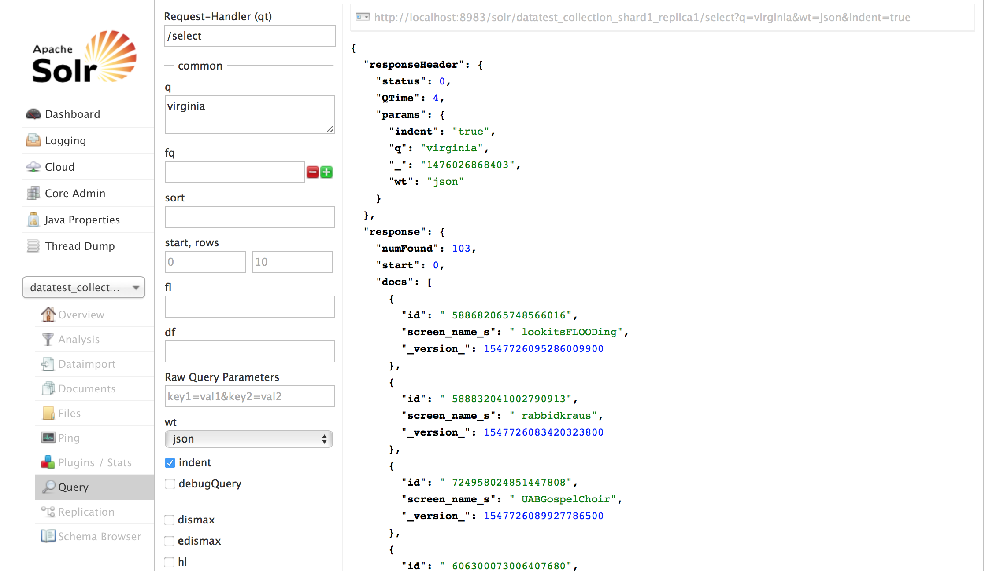 Apache
Solr
Dashboard
Logging
Cloud
Core Admin
Java Properties
Thread Dump
datatest_collect...
Overview
Analysis
Dataimport
Documents
Files
Ping
Plugins / Stats
Query
Replication
Schema Browser
Request-Handler (qt)
/select
common
q
virginia
fq
sort
start, rows
0 10
fl
df
Raw Query Parameters
key1=val1&key2=val2
wt
json
indent
debugQuery
dismax
edismax
hl
http://localhost:8983/solr/datatest_collection_shard1_replica1/select?q=virginia&wt=json&indent=true
{
"responseHeader": {
"status": 0,
"QTime": 4,
"params": {
"indent": "true",
"q": "virginia",
"_": "1476026868403",
"wt": "json"
}
},
"response": {
"numFound": 103,
"start": 0,
"docs": [
{
"id": " 588682065748566016",
"screen_name_s": " lookitsFLOODing",
"_version_": 1547726095286009900
},
{
"id": " 588832041002790913",
"screen_name_s": " rabbidkraus",
"_version_": 1547726083420323800
},
{
"id": " 724958024851447808",
"screen_name_s": " UABGospelChoir",
"_version_": 1547726089927786500
},
{
"id": " 606300073006407680",